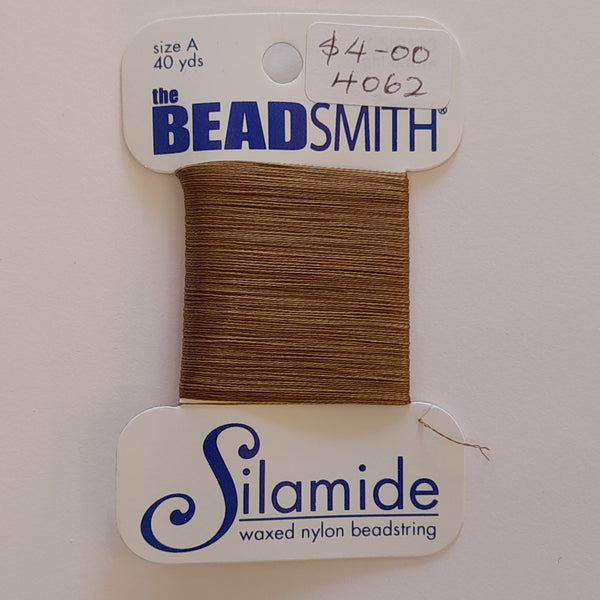 size A
40 yds
$4-00
4062
the
BEADSMITH®
Silamide
waxed nylon beadstring